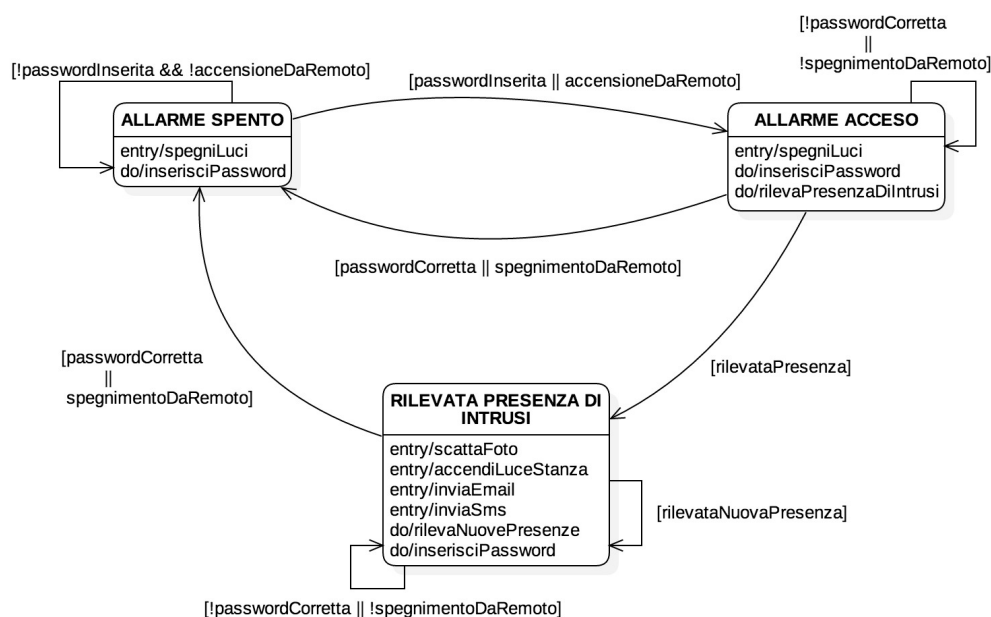 [!passwordCorretta
||
!spegnimentoDaRemoto]
[!passwordInserita && !accensioneDaRemoto]
[passwordInserita || accensioneDaRemoto]
ALLARME SPENTO
entry/spegniLuci
do/inserisciPassword
ALLARME ACCESO
entry/spegniLuci
do/inserisciPassword
do/rilevaPresenzaDiIntrusi
[passwordCorretta || spegnimentoDaRemoto]
[passwordCorretta
||
spegnimentoDaRemoto]
[rilevataPresenza]
RILEVATA PRESENZA DI
INTRUSI
entry/scattaFoto
entry/accendiLuceStanza
entry/inviaEmail
entry/inviaSms
do/rilevaNuovePresenze
do/inserisciPassword
[rilevataNuovaPresenza]
[!passwordCorretta || !spegnimentoDaRemoto]